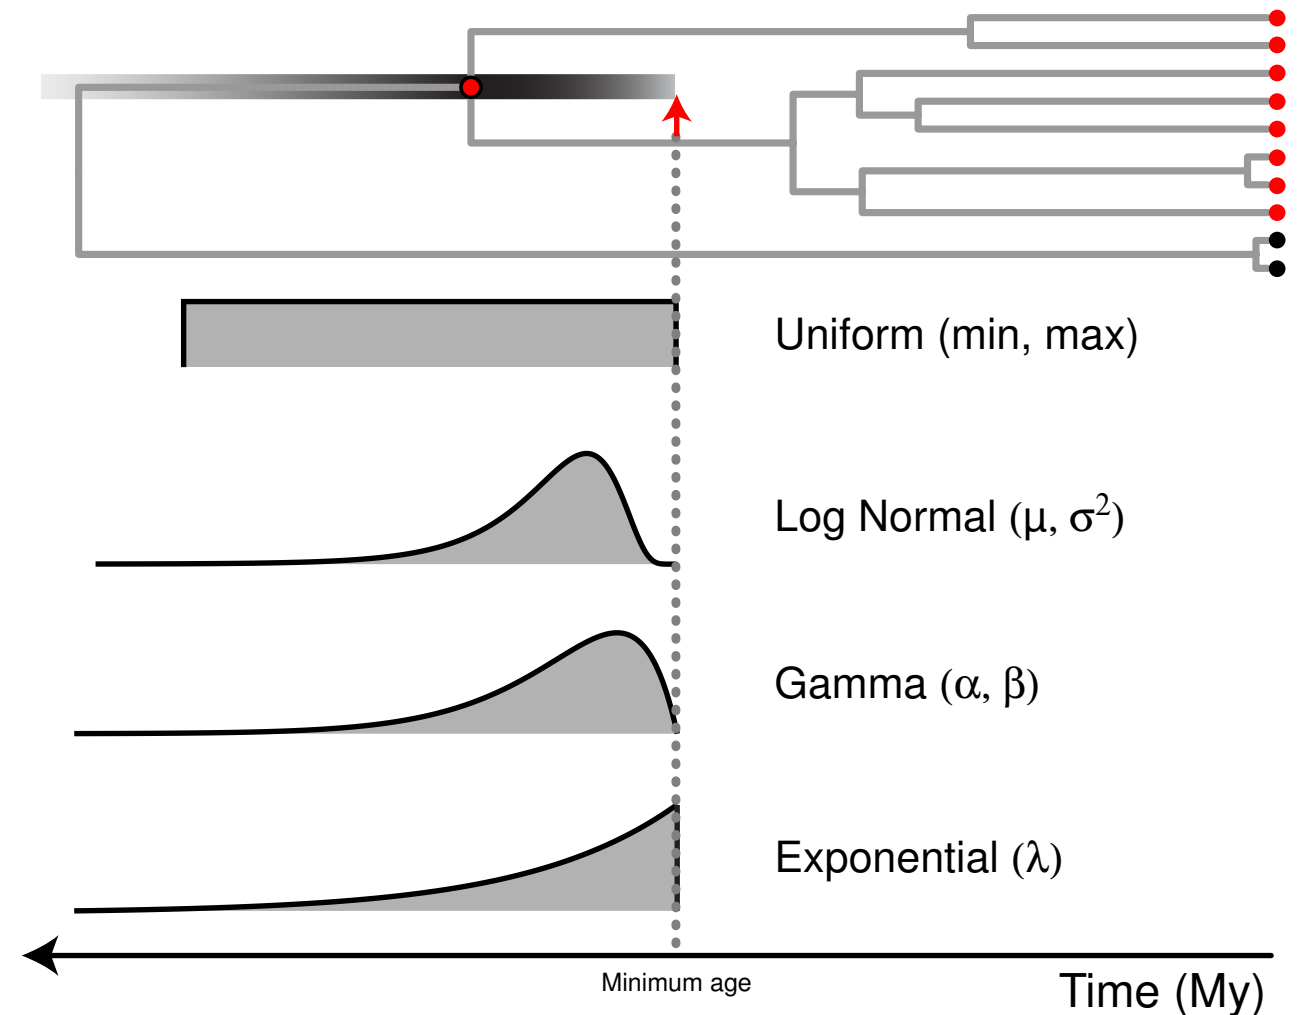 Uniform (min, max)
Log Normal (μ, σ²)
Gamma (α, β)
Exponential (λ)
Minimum age
Time (My)